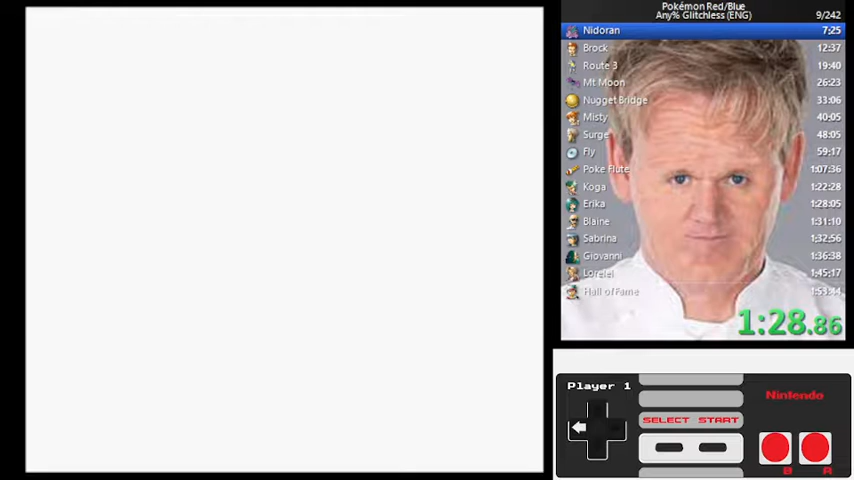 Pokémon Red/Blue
Any% Glitchless (ENG) 9/242
Nidoran 7:25
Brock 12:37
Route 3 19:40
Mt Moon 26:23
Nugget Bridge 33:06
Misty 40:05
Surge 48:05
Fly 59:17
Poke Flute 1:07:36
Koga 1:22:28
Erika 1:28:05
Blaine 1:31:10
Sabrina 1:32:56
Giovanni 1:36:38
Lorelei 1:45:17
Hall of Fame 1:53:44
1:28.86
Player 1
Nintendo
SELECT START
B A